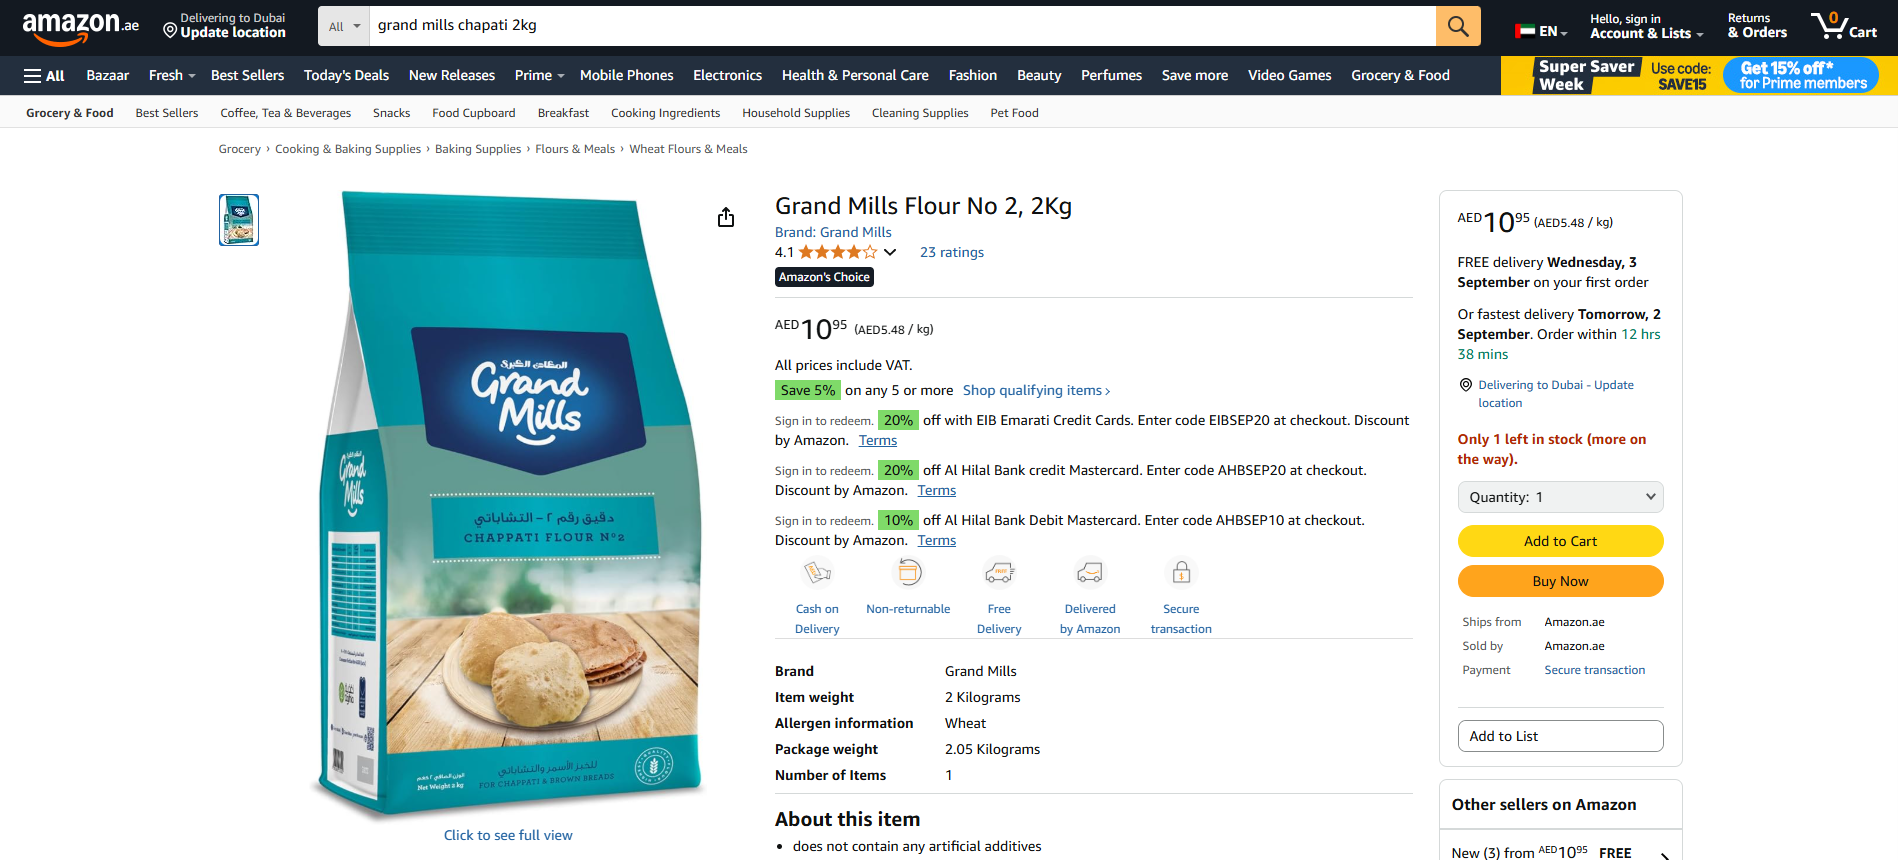 amazon.ae
Delivering to Dubai
Update location
All
grand mills chapati 2kg
EN
Hello, sign in
Account & Lists
Returns
& Orders
0
Cart
All
Bazaar
Fresh
Best Sellers
Today's Deals
New Releases
Prime
Mobile Phones
Electronics
Health & Personal Care
Fashion
Beauty
Perfumes
Save more
Video Games
Grocery & Food
Super Saver
Week
Use code:
SAVE15
Get 15% off*
for Prime members
Grocery & Food
Best Sellers
Coffee, Tea & Beverages
Snacks
Food Cupboard
Breakfast
Cooking Ingredients
Household Supplies
Cleaning Supplies
Pet Food
Grocery › Cooking & Baking Supplies › Baking Supplies › Flours & Meals › Wheat Flours & Meals
المطاحن الكبرى
Grand
Mills
Grand
Mills
دقيق رقم ٢ – التشاباتي
CHAPPATI FLOUR Nº2
الوزن الصافي ٢ كجم
Net Weight 2 kg
للخبز الأسمر والتشاباتي
FOR CHAPPATI & BROWN BREADS
Click to see full view
Grand Mills Flour No 2, 2Kg
Brand: Grand Mills
4.1
23 ratings
Amazon's Choice
AED1095 (AED5.48 / kg)
All prices include VAT.
Save 5% on any 5 or more Shop qualifying items ›
Sign in to redeem. 20% off with EIB Emarati Credit Cards. Enter code EIBSEP20 at checkout. Discount
by Amazon. Terms
Sign in to redeem. 20% off Al Hilal Bank credit Mastercard. Enter code AHBSEP20 at checkout.
Discount by Amazon. Terms
Sign in to redeem. 10% off Al Hilal Bank Debit Mastercard. Enter code AHBSEP10 at checkout.
Discount by Amazon. Terms
Cash on
Delivery
Non-returnable
FREE
Free
Delivery
Delivered
by Amazon
Secure
transaction
Brand Grand Mills
Item weight 2 Kilograms
Allergen information Wheat
Package weight 2.05 Kilograms
Number of Items 1
About this item
• does not contain any artificial additives
AED1095 (AED5.48 / kg)
FREE delivery Wednesday, 3
September on your first order
Or fastest delivery Tomorrow, 2
September. Order within 12 hrs
38 mins
Delivering to Dubai - Update
location
Only 1 left in stock (more on
the way).
Quantity: 1
Add to Cart
Buy Now
Ships from Amazon.ae
Sold by Amazon.ae
Payment Secure transaction
Add to List
Other sellers on Amazon
New (3) from AED1095 FREE